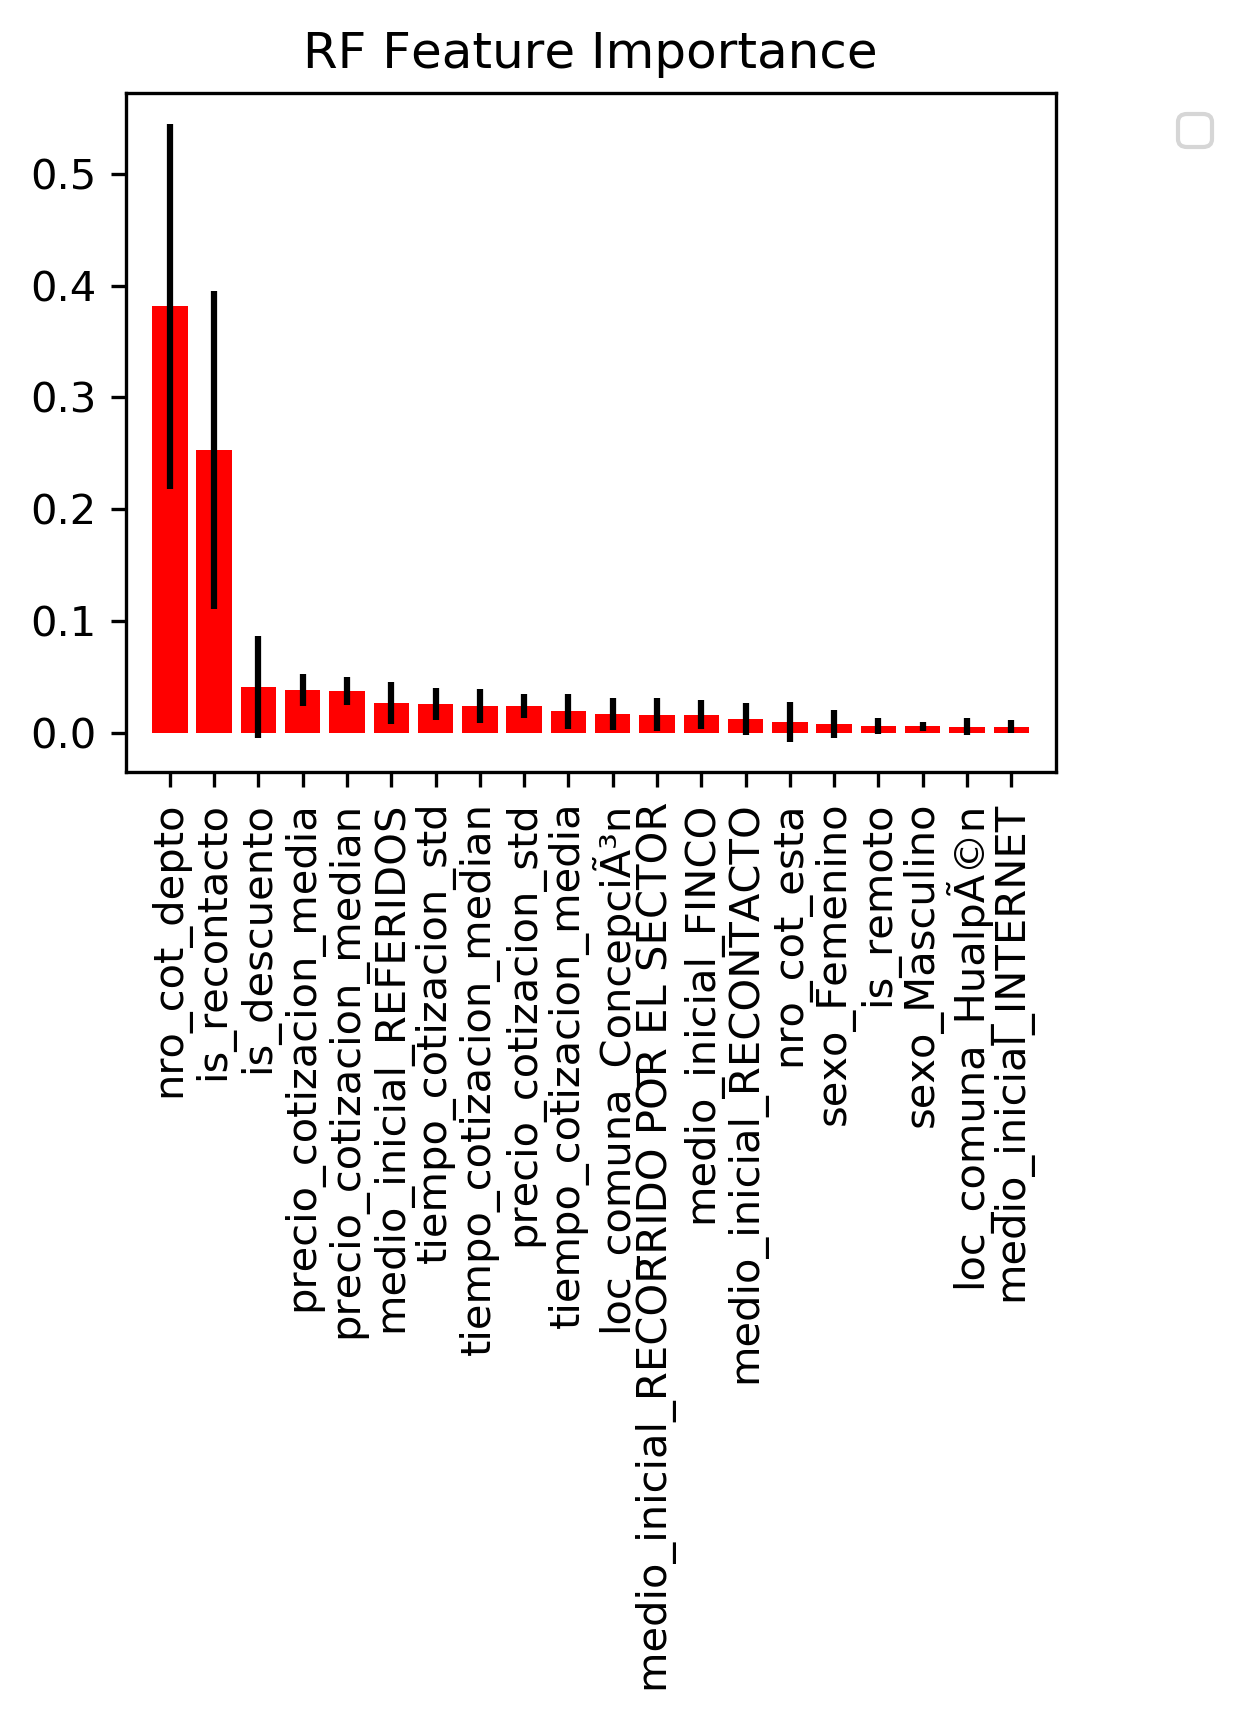 RF Feature Importance
0.5
0.4
0.3
0.2
0.1
0.0
nro_cot_depto
is_recontacto
is_descuento
precio_cotizacion_media
precio_cotizacion_median
medio_inicial_REFERIDOS
tiempo_cotizacion_std
tiempo_cotizacion_median
precio_cotizacion_std
tiempo_cotizacion_media
loc_comuna_ConcepciÃ³n
medio_inicial_RECORRIDO POR EL SECTOR
medio_inicial_FINCO
medio_inicial_RECONTACTO
nro_cot_esta
sexo_Femenino
is_remoto
sexo_Masculino
loc_comuna_HualpÃ©n
medio_inicial_INTERNET